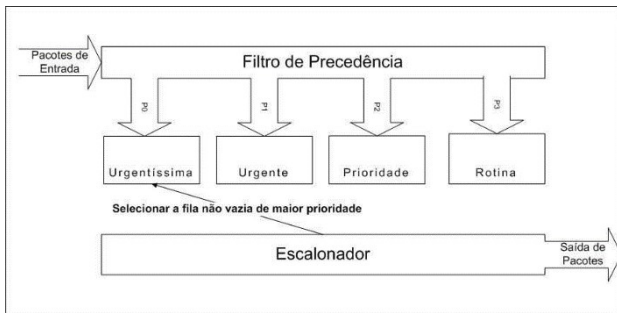 Pacotes de
Entrada
Filtro de Precedência
P0
P1
P2
P3
Urgentíssima
Urgente
Prioridade
Rotina
Selecionar a fila não vazia de maior prioridade
Escalonador
Saída de
Pacotes